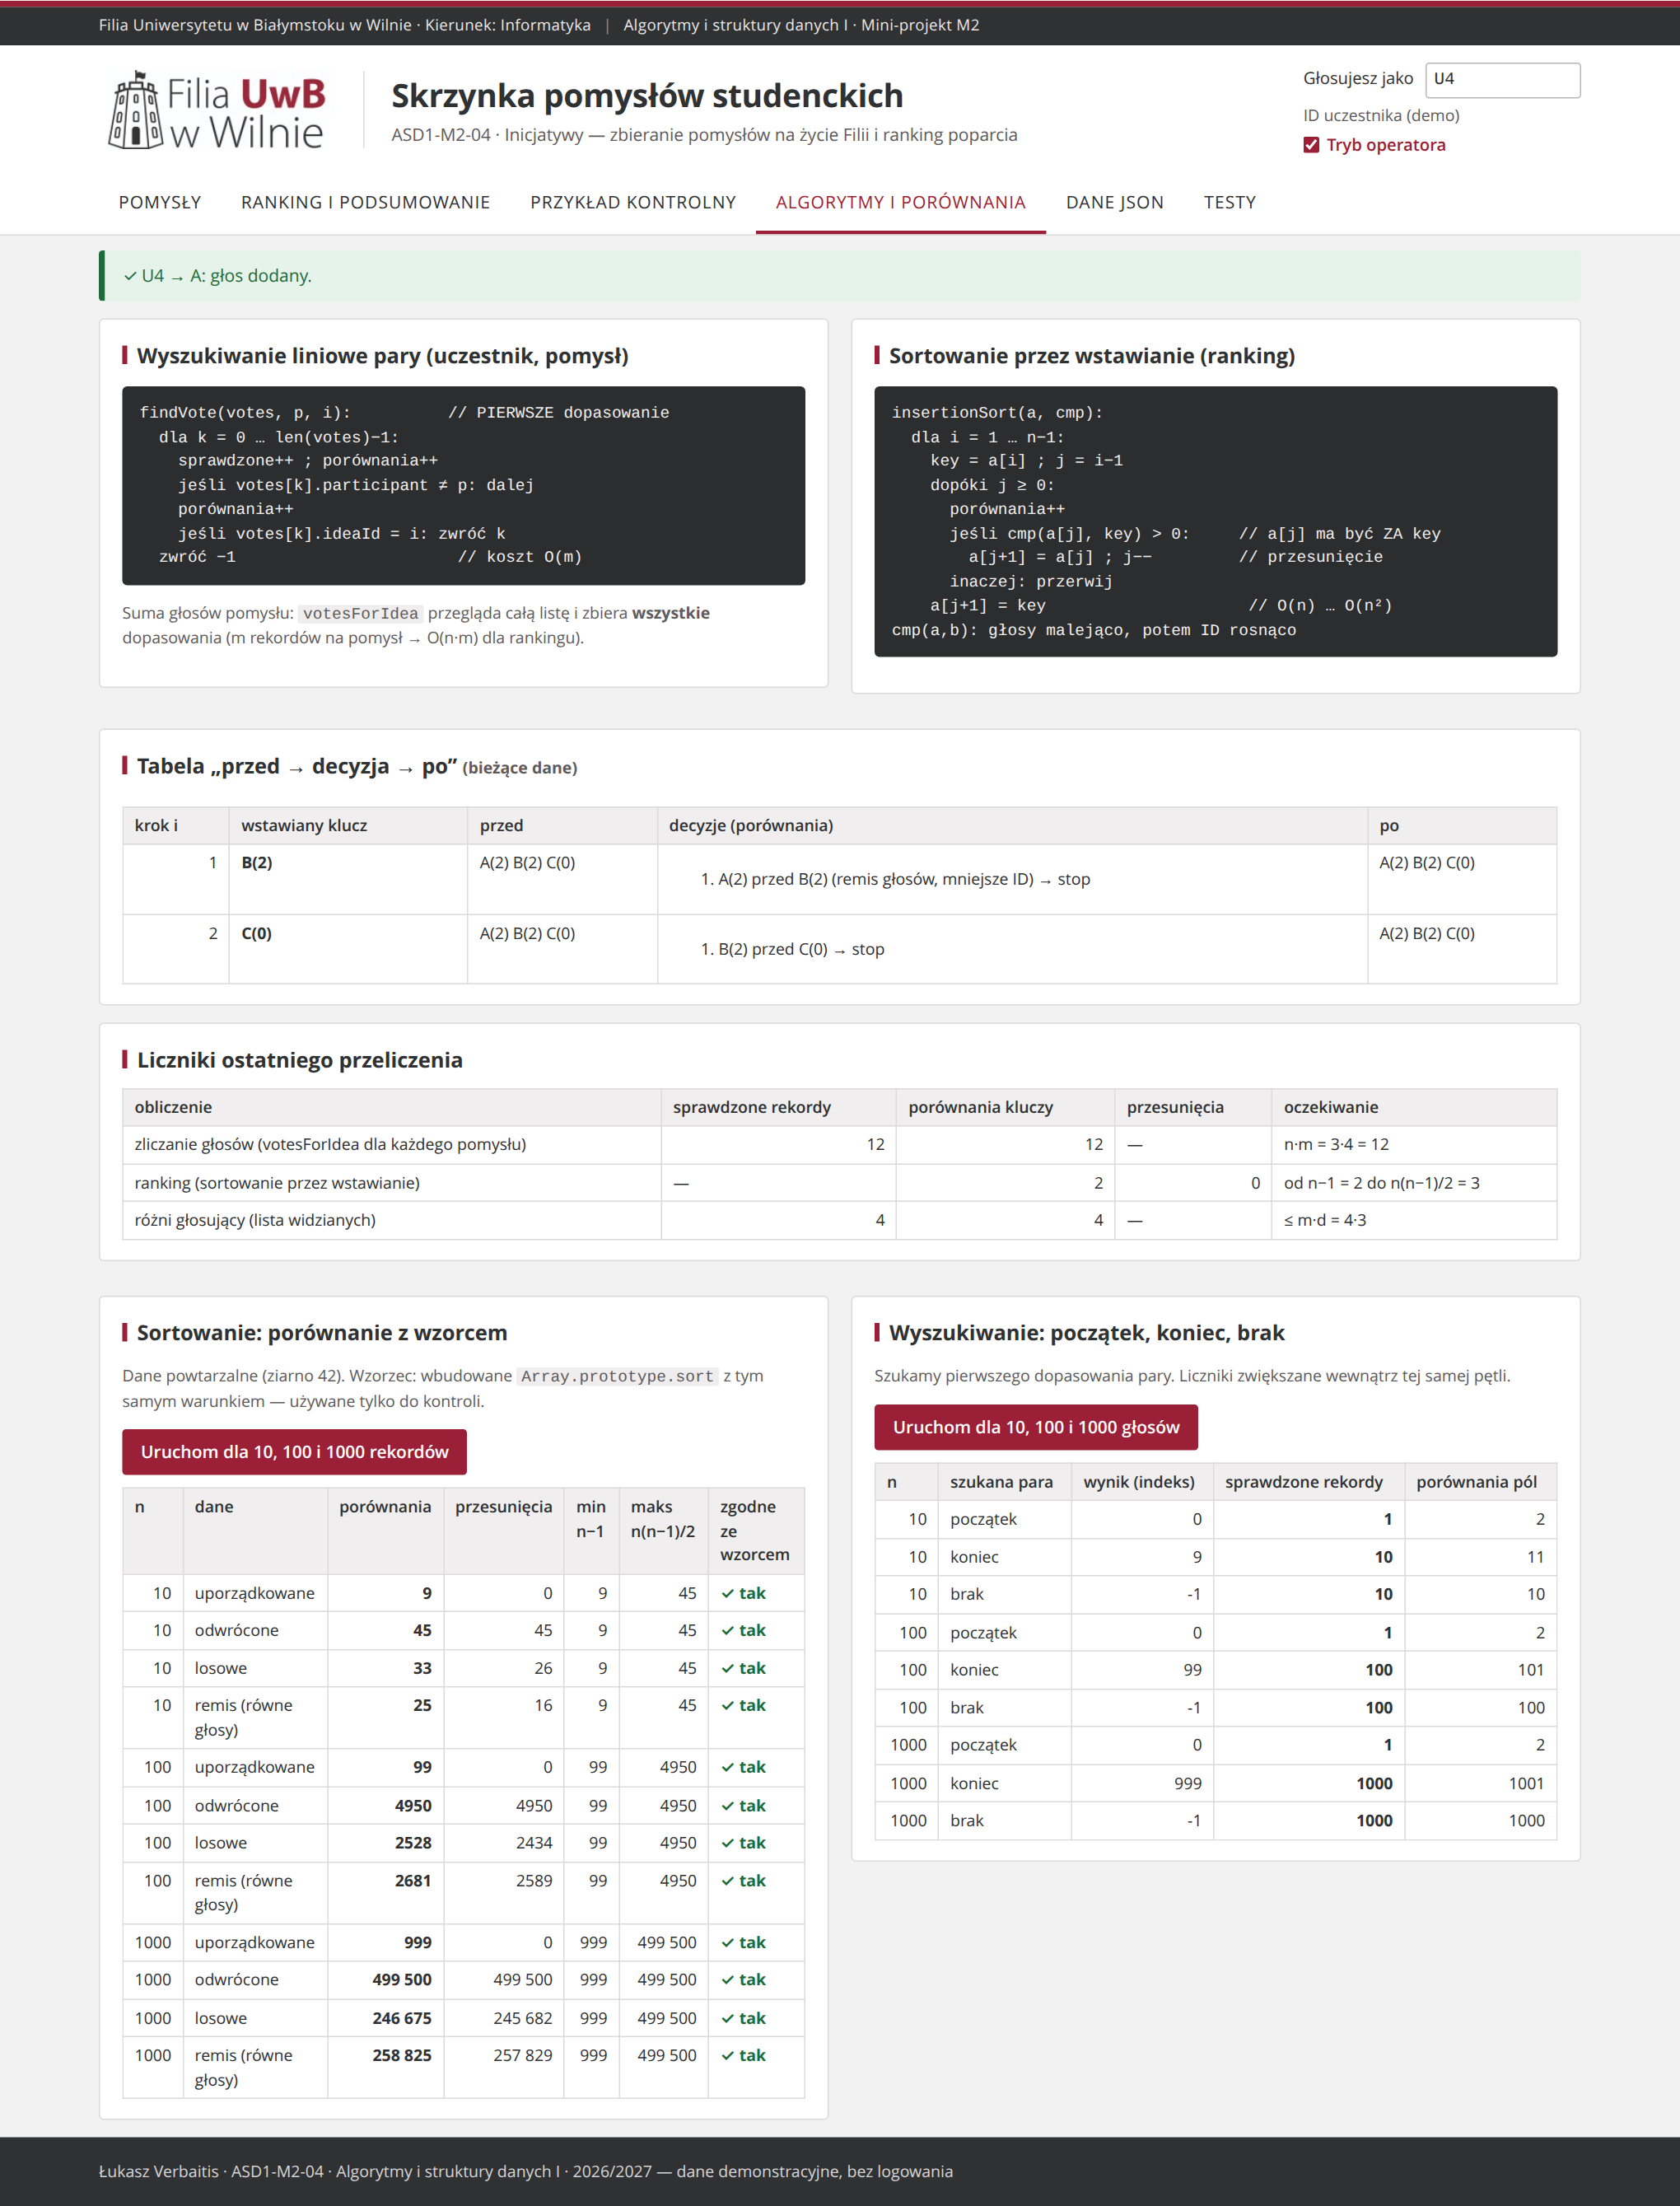 Filia Uniwersytetu w Białymstoku w Wilnie · Kierunek: Informatyka | Algorytmy i struktury danych I · Mini-projekt M2
Filia UwB
w Wilnie
Skrzynka pomysłów studenckich
ASD1-M2-04 · Inicjatywy — zbieranie pomysłów na życie Filii i ranking poparcia
Głosujesz jako U4
ID uczestnika (demo)
Tryb operatora
POMYSŁY RANKING I PODSUMOWANIE PRZYKŁAD KONTROLNY ALGORYTMY I PORÓWNANIA DANE JSON TESTY
✓ U4 → A: głos dodany.
Wyszukiwanie liniowe pary (uczestnik, pomysł)
findVote(votes, p, i): // PIERWSZE dopasowanie
dla k = 0 … len(votes)−1:
sprawdzone++ ; porównania++
jeśli votes[k].participant ≠ p: dalej
porównania++
jeśli votes[k].ideaId = i: zwróć k
zwróć −1 // koszt O(m)
Suma głosów pomysłu: votesForIdea przegląda całą listę i zbiera wszystkie
dopasowania (m rekordów na pomysł → O(n·m) dla rankingu).
Sortowanie przez wstawianie (ranking)
insertionSort(a, cmp):
dla i = 1 … n−1:
key = a[i] ; j = i−1
dopóki j ≥ 0:
porównania++
jeśli cmp(a[j], key) > 0: // a[j] ma być ZA key
a[j+1] = a[j] ; j−− // przesunięcie
inaczej: przerwij
a[j+1] = key // O(n) … O(n²)
cmp(a,b): głosy malejąco, potem ID rosnąco
Tabela „przed → decyzja → po” (bieżące dane)
krok i wstawiany klucz przed decyzje (porównania) po
1 B(2) A(2) B(2) C(0) 1. A(2) przed B(2) (remis głosów, mniejsze ID) → stop A(2) B(2) C(0)
2 C(0) A(2) B(2) C(0) 1. B(2) przed C(0) → stop A(2) B(2) C(0)
Liczniki ostatniego przeliczenia
obliczenie sprawdzone rekordy porównania kluczy przesunięcia oczekiwanie
zliczanie głosów (votesForIdea dla każdego pomysłu) 12 12 — n·m = 3·4 = 12
ranking (sortowanie przez wstawianie) — 2 0 od n−1 = 2 do n(n−1)/2 = 3
różni głosujący (lista widzianych) 4 4 — ≤ m·d = 4·3
Sortowanie: porównanie z wzorcem
Dane powtarzalne (ziarno 42). Wzorzec: wbudowane Array.prototype.sort z tym
samym warunkiem — używane tylko do kontroli.
Uruchom dla 10, 100 i 1000 rekordów
n dane porównania przesunięcia min n−1 maks n(n−1)/2 zgodne ze wzorcem
10 uporządkowane 9 0 9 45 ✓ tak
10 odwrócone 45 45 9 45 ✓ tak
10 losowe 33 26 9 45 ✓ tak
10 remis (równe głosy) 25 16 9 45 ✓ tak
100 uporządkowane 99 0 99 4950 ✓ tak
100 odwrócone 4950 4950 99 4950 ✓ tak
100 losowe 2528 2434 99 4950 ✓ tak
100 remis (równe głosy) 2681 2589 99 4950 ✓ tak
1000 uporządkowane 999 0 999 499 500 ✓ tak
1000 odwrócone 499 500 499 500 999 499 500 ✓ tak
1000 losowe 246 675 245 682 999 499 500 ✓ tak
1000 remis (równe głosy) 258 825 257 829 999 499 500 ✓ tak
Wyszukiwanie: początek, koniec, brak
Szukamy pierwszego dopasowania pary. Liczniki zwiększane wewnątrz tej samej pętli.
Uruchom dla 10, 100 i 1000 głosów
n szukana para wynik (indeks) sprawdzone rekordy porównania pól
10 początek 0 1 2
10 koniec 9 10 11
10 brak -1 10 10
100 początek 0 1 2
100 koniec 99 100 101
100 brak -1 100 100
1000 początek 0 1 2
1000 koniec 999 1000 1001
1000 brak -1 1000 1000
Łukasz Verbaitis · ASD1-M2-04 · Algorytmy i struktury danych I · 2026/2027 — dane demonstracyjne, bez logowania